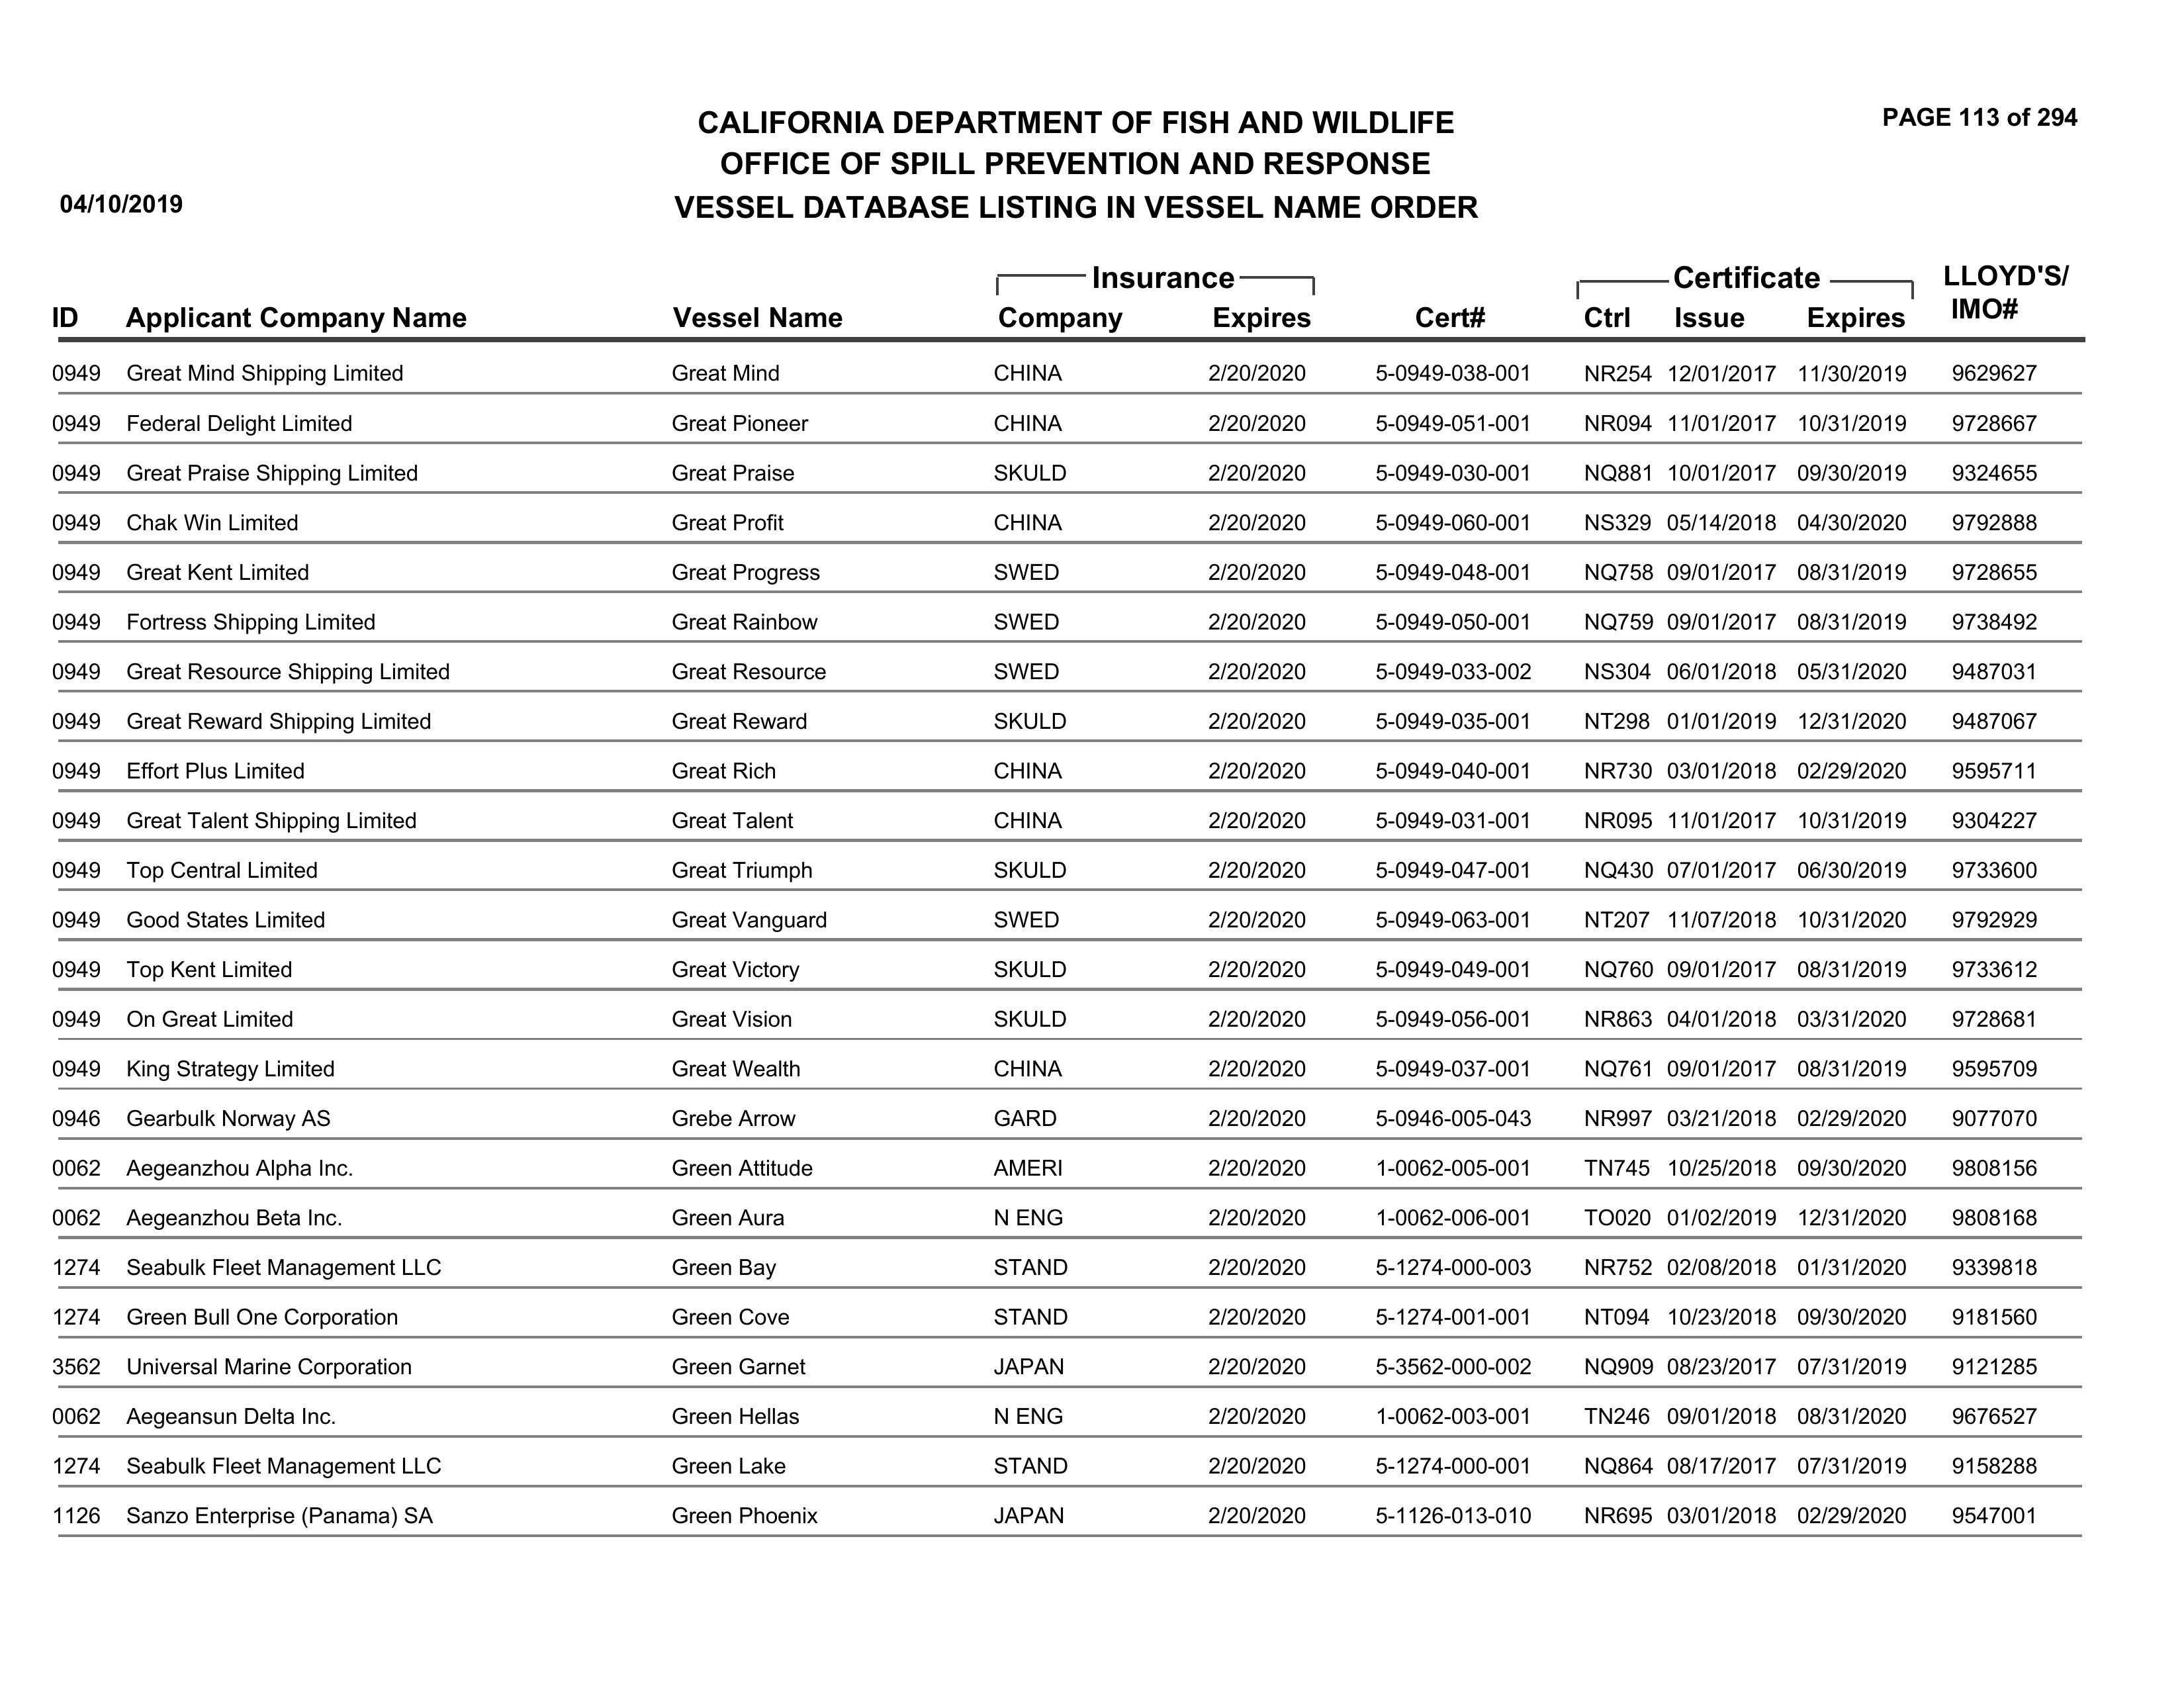 PAGE 113 of 294
CALIFORNIA DEPARTMENT OF FISH AND WILDLIFE
OFFICE OF SPILL PREVENTION AND RESPONSE
04/10/2019 VESSEL DATABASE LISTING IN VESSEL NAME ORDER
Insurance Certificate LLOYD'S/
ID Applicant Company Name Vessel Name Company Expires Cert# Ctrl Issue Expires IMO#
0949 Great Mind Shipping Limited Great Mind CHINA 2/20/2020 5-0949-038-001 NR254 12/01/2017 11/30/2019 9629627
0949 Federal Delight Limited Great Pioneer CHINA 2/20/2020 5-0949-051-001 NR094 11/01/2017 10/31/2019 9728667
0949 Great Praise Shipping Limited Great Praise SKULD 2/20/2020 5-0949-030-001 NQ881 10/01/2017 09/30/2019 9324655
0949 Chak Win Limited Great Profit CHINA 2/20/2020 5-0949-060-001 NS329 05/14/2018 04/30/2020 9792888
0949 Great Kent Limited Great Progress SWED 2/20/2020 5-0949-048-001 NQ758 09/01/2017 08/31/2019 9728655
0949 Fortress Shipping Limited Great Rainbow SWED 2/20/2020 5-0949-050-001 NQ759 09/01/2017 08/31/2019 9738492
0949 Great Resource Shipping Limited Great Resource SWED 2/20/2020 5-0949-033-002 NS304 06/01/2018 05/31/2020 9487031
0949 Great Reward Shipping Limited Great Reward SKULD 2/20/2020 5-0949-035-001 NT298 01/01/2019 12/31/2020 9487067
0949 Effort Plus Limited Great Rich CHINA 2/20/2020 5-0949-040-001 NR730 03/01/2018 02/29/2020 9595711
0949 Great Talent Shipping Limited Great Talent CHINA 2/20/2020 5-0949-031-001 NR095 11/01/2017 10/31/2019 9304227
0949 Top Central Limited Great Triumph SKULD 2/20/2020 5-0949-047-001 NQ430 07/01/2017 06/30/2019 9733600
0949 Good States Limited Great Vanguard SWED 2/20/2020 5-0949-063-001 NT207 11/07/2018 10/31/2020 9792929
0949 Top Kent Limited Great Victory SKULD 2/20/2020 5-0949-049-001 NQ760 09/01/2017 08/31/2019 9733612
0949 On Great Limited Great Vision SKULD 2/20/2020 5-0949-056-001 NR863 04/01/2018 03/31/2020 9728681
0949 King Strategy Limited Great Wealth CHINA 2/20/2020 5-0949-037-001 NQ761 09/01/2017 08/31/2019 9595709
0946 Gearbulk Norway AS Grebe Arrow GARD 2/20/2020 5-0946-005-043 NR997 03/21/2018 02/29/2020 9077070
0062 Aegeanzhou Alpha Inc. Green Attitude AMERI 2/20/2020 1-0062-005-001 TN745 10/25/2018 09/30/2020 9808156
0062 Aegeanzhou Beta Inc. Green Aura N ENG 2/20/2020 1-0062-006-001 TO020 01/02/2019 12/31/2020 9808168
1274 Seabulk Fleet Management LLC Green Bay STAND 2/20/2020 5-1274-000-003 NR752 02/08/2018 01/31/2020 9339818
1274 Green Bull One Corporation Green Cove STAND 2/20/2020 5-1274-001-001 NT094 10/23/2018 09/30/2020 9181560
3562 Universal Marine Corporation Green Garnet JAPAN 2/20/2020 5-3562-000-002 NQ909 08/23/2017 07/31/2019 9121285
0062 Aegeansun Delta Inc. Green Hellas N ENG 2/20/2020 1-0062-003-001 TN246 09/01/2018 08/31/2020 9676527
1274 Seabulk Fleet Management LLC Green Lake STAND 2/20/2020 5-1274-000-001 NQ864 08/17/2017 07/31/2019 9158288
1126 Sanzo Enterprise (Panama) SA Green Phoenix JAPAN 2/20/2020 5-1126-013-010 NR695 03/01/2018 02/29/2020 9547001